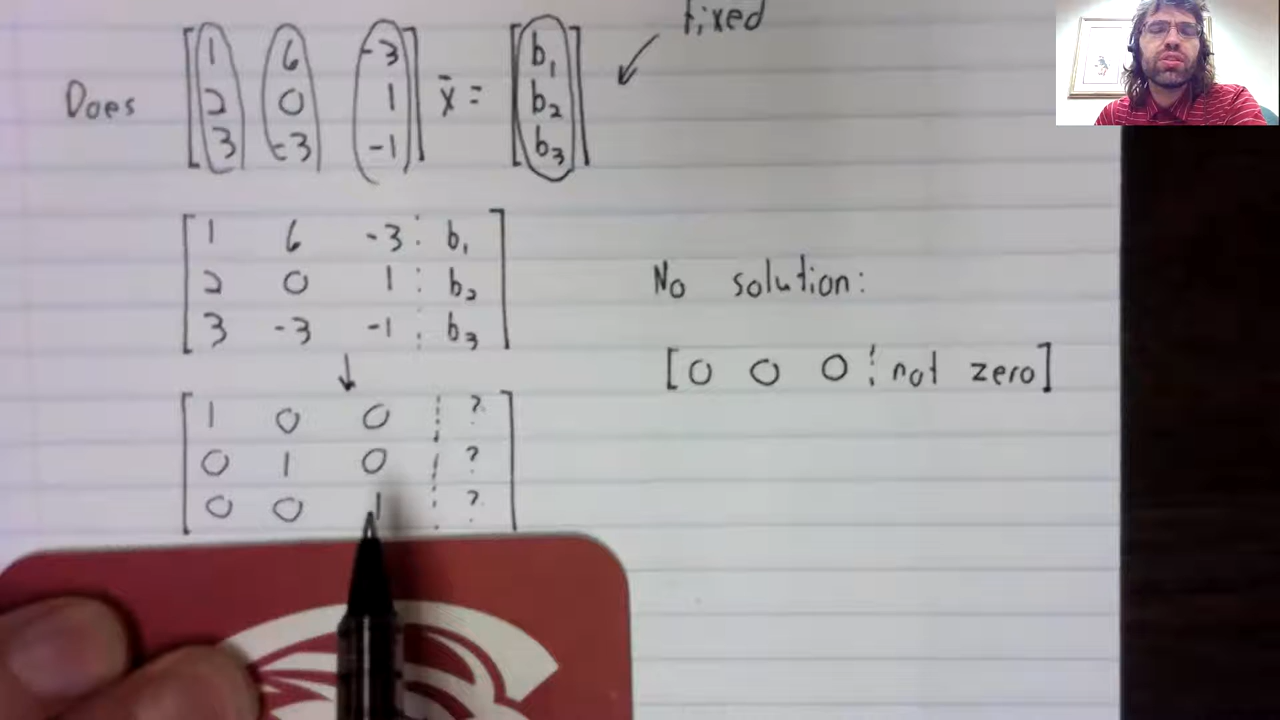 fixed
Does [1 6 -3] x̄ = [b₁]
[2 0 1] [b₂]
[3 -3 -1] [b₃]
[1 6 -3 ⋮ b₁]
[2 0 1 ⋮ b₂]
[3 -3 -1 ⋮ b₃]
↓
No solution:
[0 0 0 ⋮ not zero]
[1 0 0 ⋮ ?]
[0 1 0 ⋮ ?]
[0 0 1 ⋮ ?]